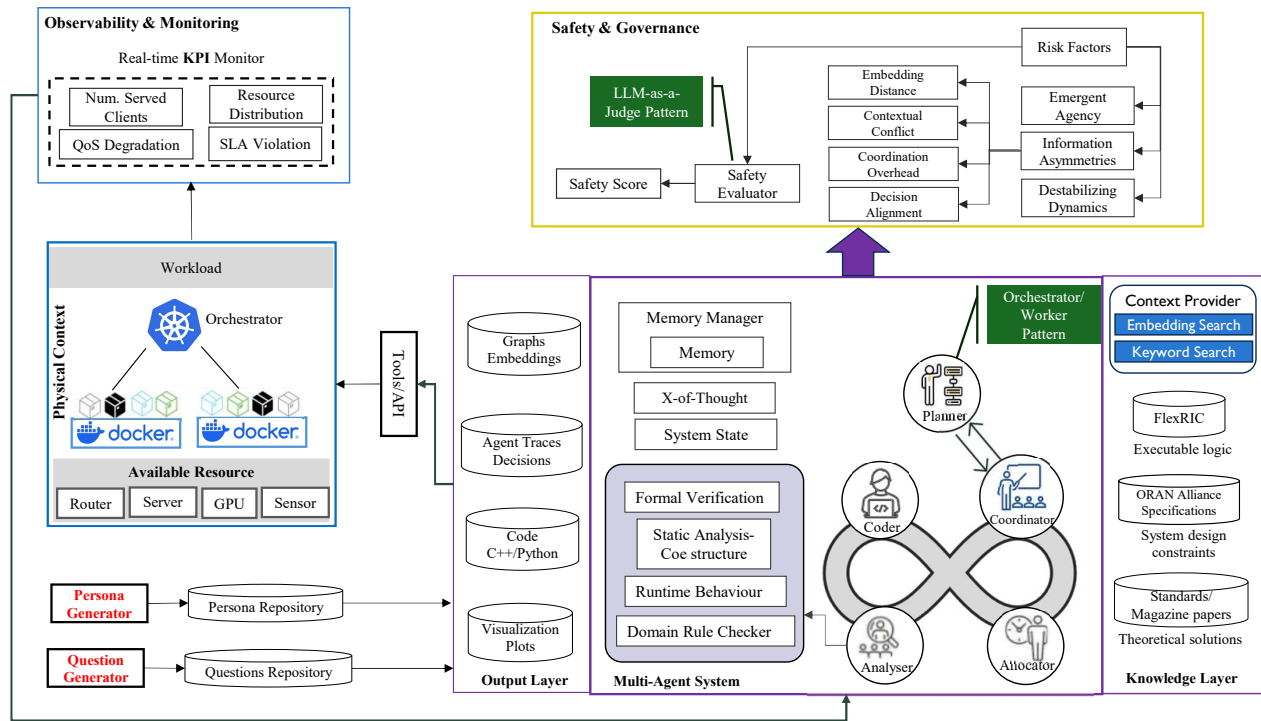 Observability & Monitoring
Real-time KPI Monitor
Num. Served
Clients
Resource
Distribution
QoS Degradation
SLA Violation
Safety & Governance
Risk Factors
LLM-as-a-
Judge Pattern
Embedding
Distance
Contextual
Conflict
Coordination
Overhead
Decision
Alignment
Emergent
Agency
Information
Asymmetries
Destabilizing
Dynamics
Safety Score
Safety
Evaluator
Workload
Physical Context
Orchestrator
docker
docker
Available Resource
Router
Server
GPU
Sensor
Tools/API
Persona
Generator
Persona Repository
Question
Generator
Questions Repository
Graphs
Embeddings
Agent Traces
Decisions
Code
C++/Python
Visualization
Plots
Output Layer
Memory Manager
Memory
X-of-Thought
System State
Formal Verification
Static Analysis-
Coe structure
Runtime Behaviour
Domain Rule Checker
Multi-Agent System
Orchestrator/
Worker
Pattern
Planner
Coder
Coordinator
Analyser
Allocator
Context Provider
Embedding Search
Keyword Search
FlexRIC
Executable logic
ORAN Alliance
Specifications
System design
constraints
Standards/
Magazine papers
Theoretical solutions
Knowledge Layer